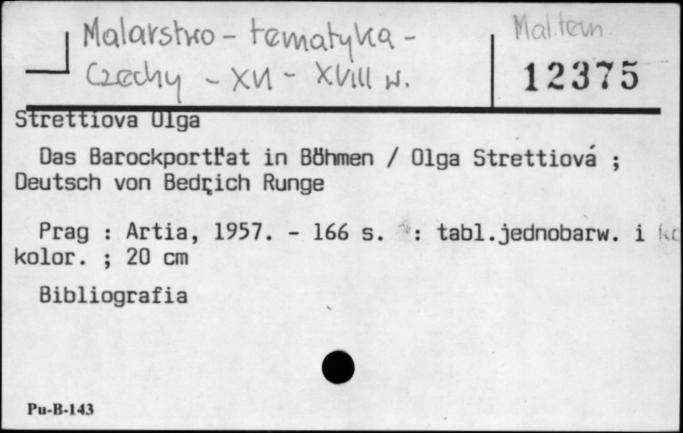 Malarstwo - tematyka -
Mal.tem.
Czechy - XVI - XVIII w.
12375
Strettiova Olga
Das Barockporträt in Böhmen / Olga Strettiová ;
Deutsch von Bedřich Runge
Prag : Artia, 1957. - 166 s. : tabl.jednobarw. i
kolor. ; 20 cm
Bibliografia
Pu-B-143